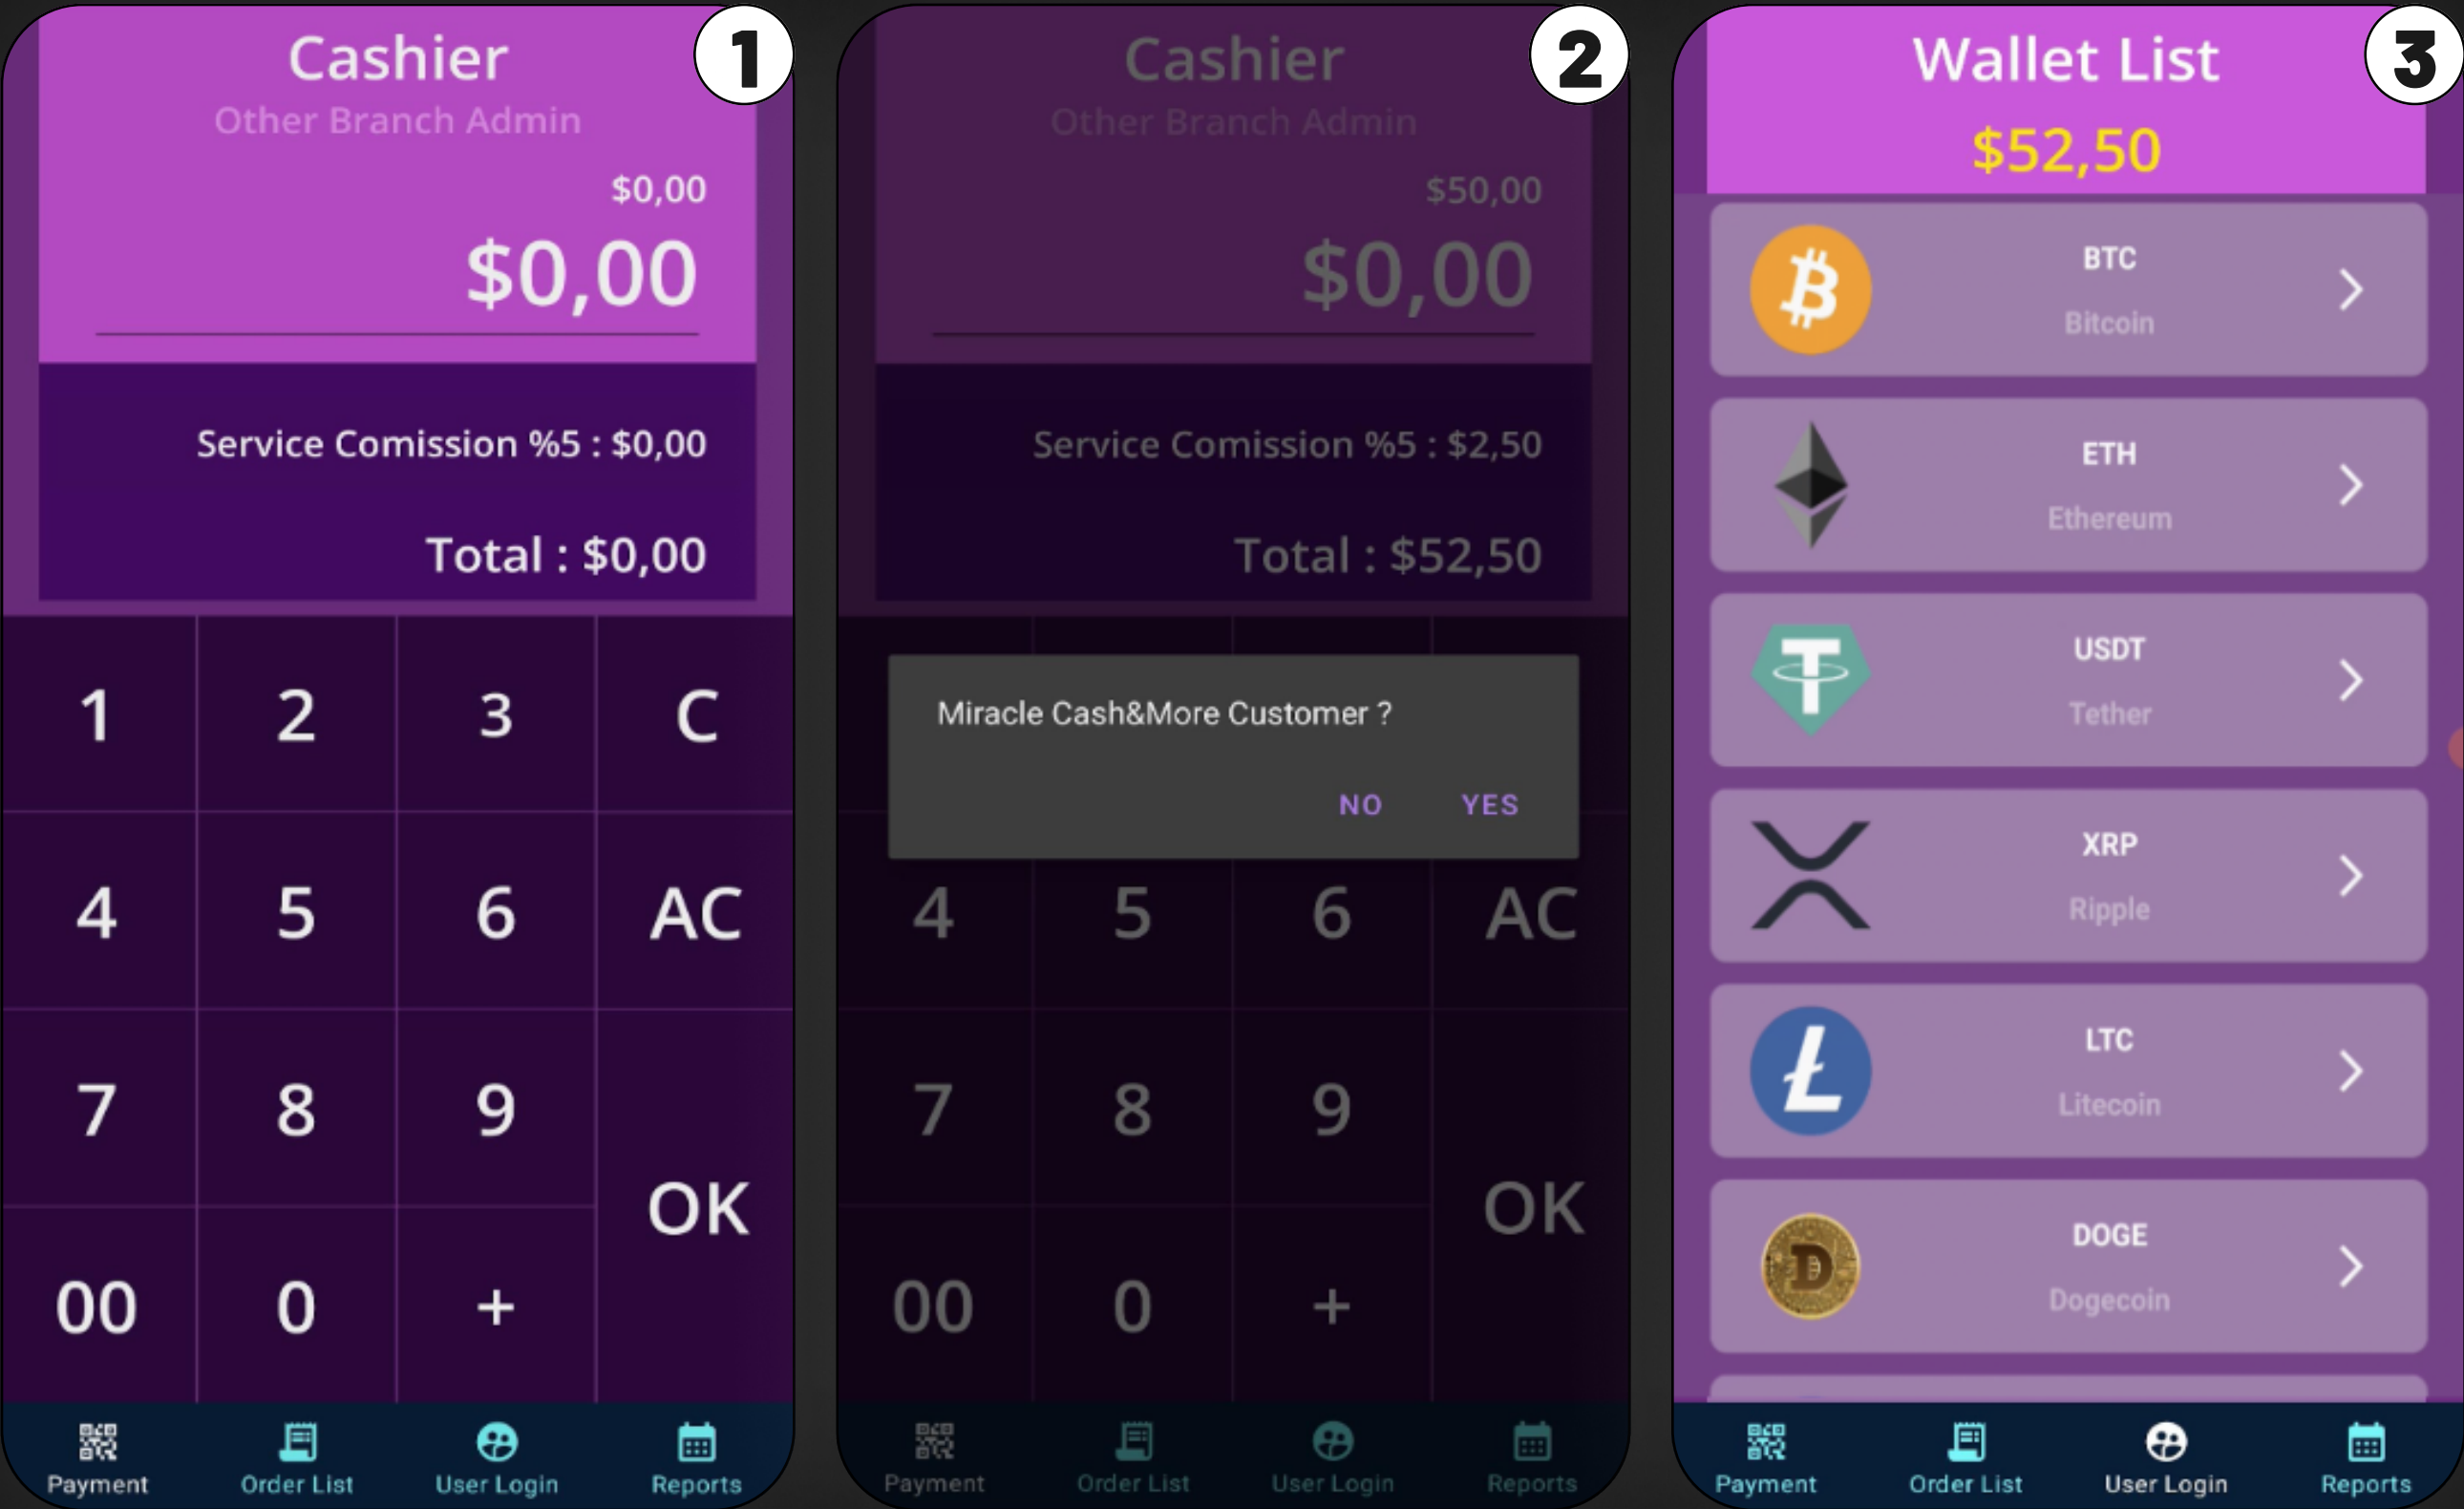 1
Cashier
Other Branch Admin
$0,00
$0,00
Service Comission %5 : $0,00
Total : $0,00
1 2 3 C
4 5 6 AC
7 8 9
OK
00 0 +
Payment Order List User Login Reports
2
Cashier
Other Branch Admin
$50,00
$0,00
Service Comission %5 : $2,50
Total : $52,50
Miracle Cash&More Customer ?
NO YES
4 5 6 AC
7 8 9
OK
00 0 +
Payment Order List User Login Reports
3
Wallet List
$52,50
BTC
Bitcoin
ETH
Ethereum
USDT
Tether
XRP
Ripple
LTC
Litecoin
DOGE
Dogecoin
Payment Order List User Login Reports